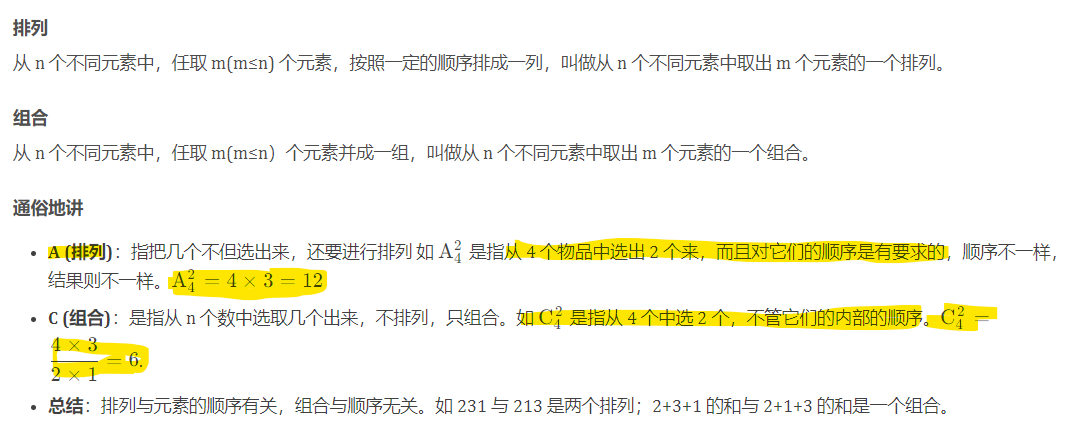 排列
从 n 个不同元素中，任取 m(m≤n) 个元素，按照一定的顺序排成一列，叫做从 n 个不同元素中取出 m 个元素的一个排列。
组合
从 n 个不同元素中，任取 m(m≤n）个元素并成一组，叫做从 n 个不同元素中取出 m 个元素的一个组合。
通俗地讲
• A (排列)：指把几个不但选出来，还要进行排列 如 A₄² 是指从 4 个物品中选出 2 个来，而且对它们的顺序是有要求的，顺序不一样，
结果则不一样。A₄² = 4 × 3 = 12
• C (组合)：是指从 n 个数中选取几个出来，不排列，只组合。如 C₄² 是指从 4 个中选 2 个，不管它们的内部的顺序。C₄² =
4 × 3
2 × 1 = 6.
• 总结：排列与元素的顺序有关，组合与顺序无关。如 231 与 213 是两个排列；2+3+1 的和与 2+1+3 的和是一个组合。